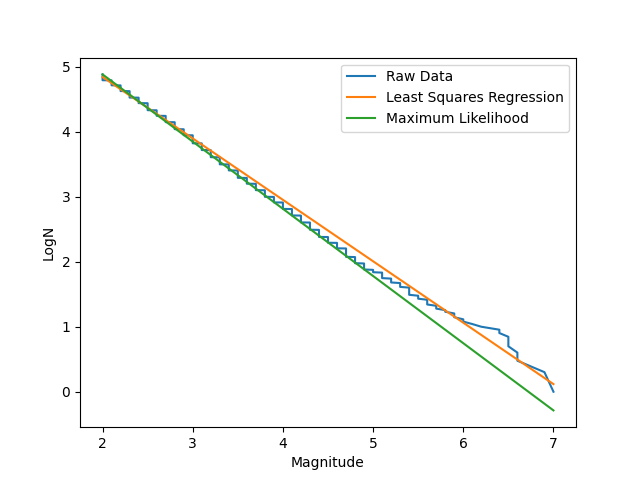 Raw Data
Least Squares Regression
Maximum Likelihood
5
4
3
2
1
0
LogN
2 3 4 5 6 7
Magnitude